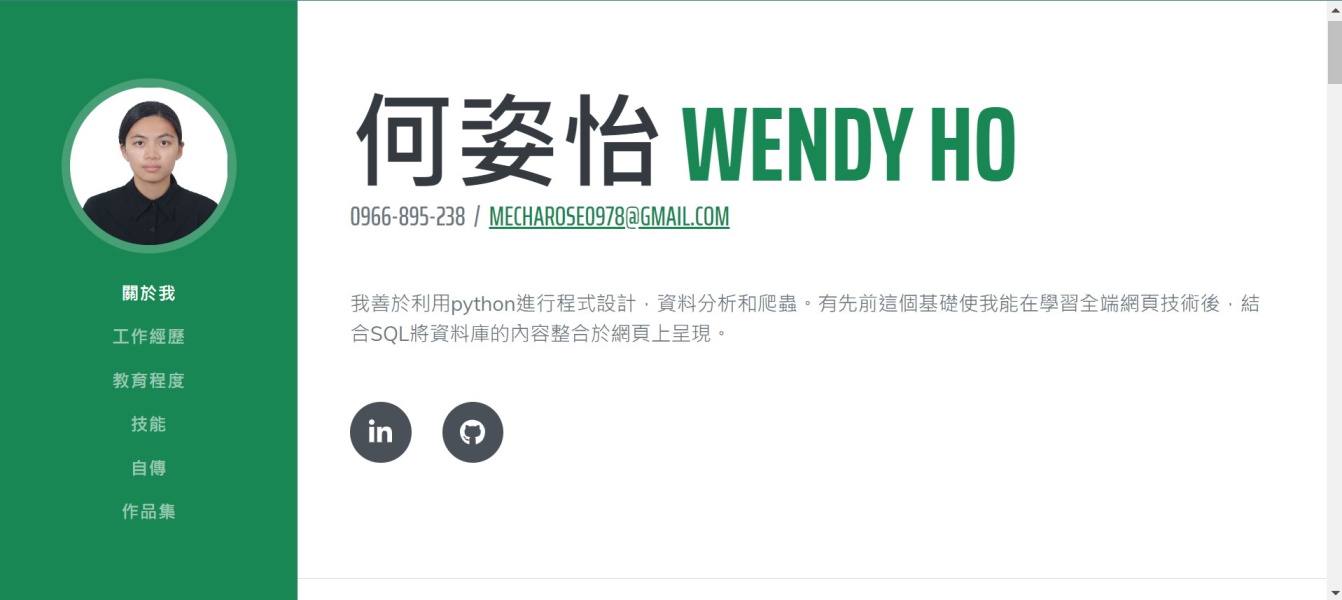 關於我
工作經歷
教育程度
技能
自傳
作品集
何姿怡 WENDY HO
0966-895-238 / MECHAROSE0978@GMAIL.COM
我善於利用python進行程式設計，資料分析和爬蟲。有先前這個基礎使我能在學習全端網頁技術後，結
合SQL將資料庫的內容整合於網頁上呈現。
in